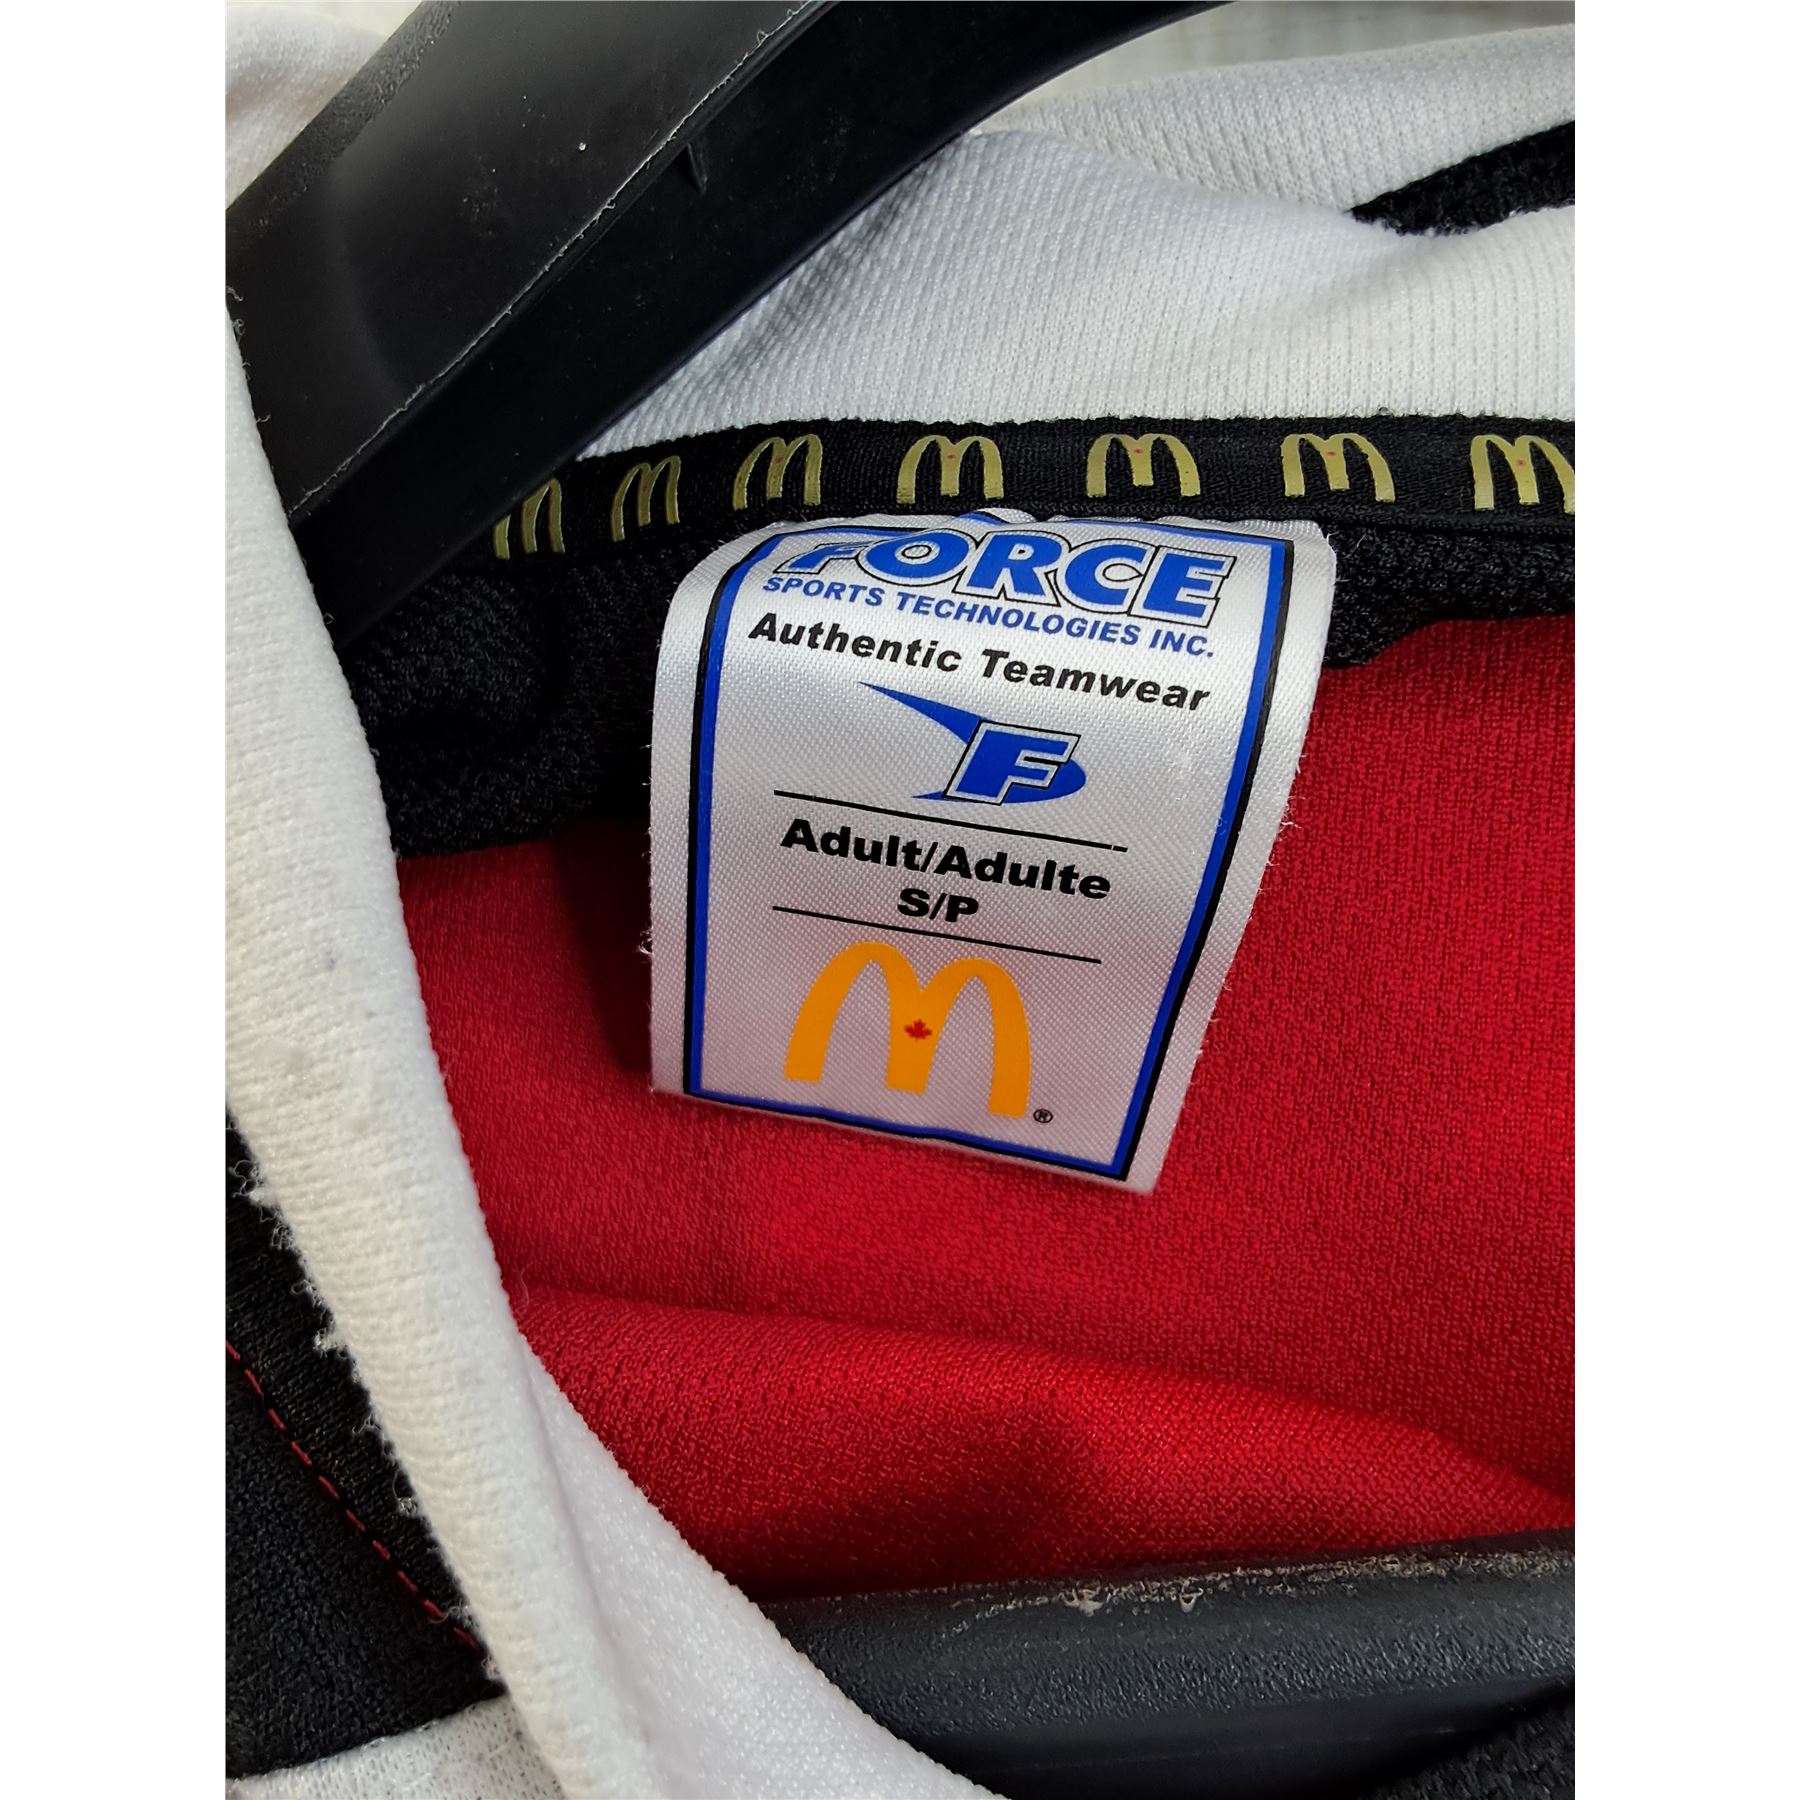 FORCE
SPORTS TECHNOLOGIES INC.
Authentic Teamwear
F
Adult/Adulte
S/P
M
®